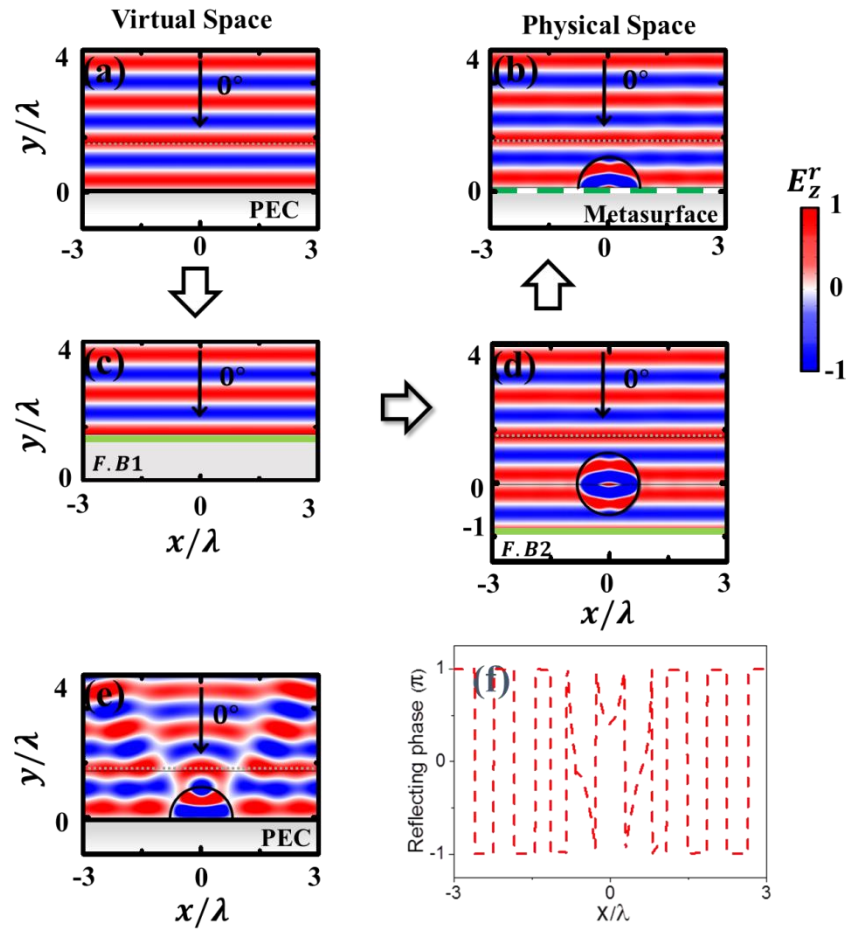 Virtual Space
Physical Space
(a)
0°
4
0
y/λ
PEC
-3
0
3
(b)
0°
4
0
Metasurface
-3
0
3
E_z^r
1
0
-1
(c)
0°
4
0
y/λ
F.B1
-3
0
3
x/λ
(d)
0°
4
0
-1
F.B2
-3
0
3
x/λ
(e)
0°
4
0
y/λ
PEC
-3
0
3
x/λ
(f)
Reflecting phase (π)
1
0
-1
-3
0
3
X/λ